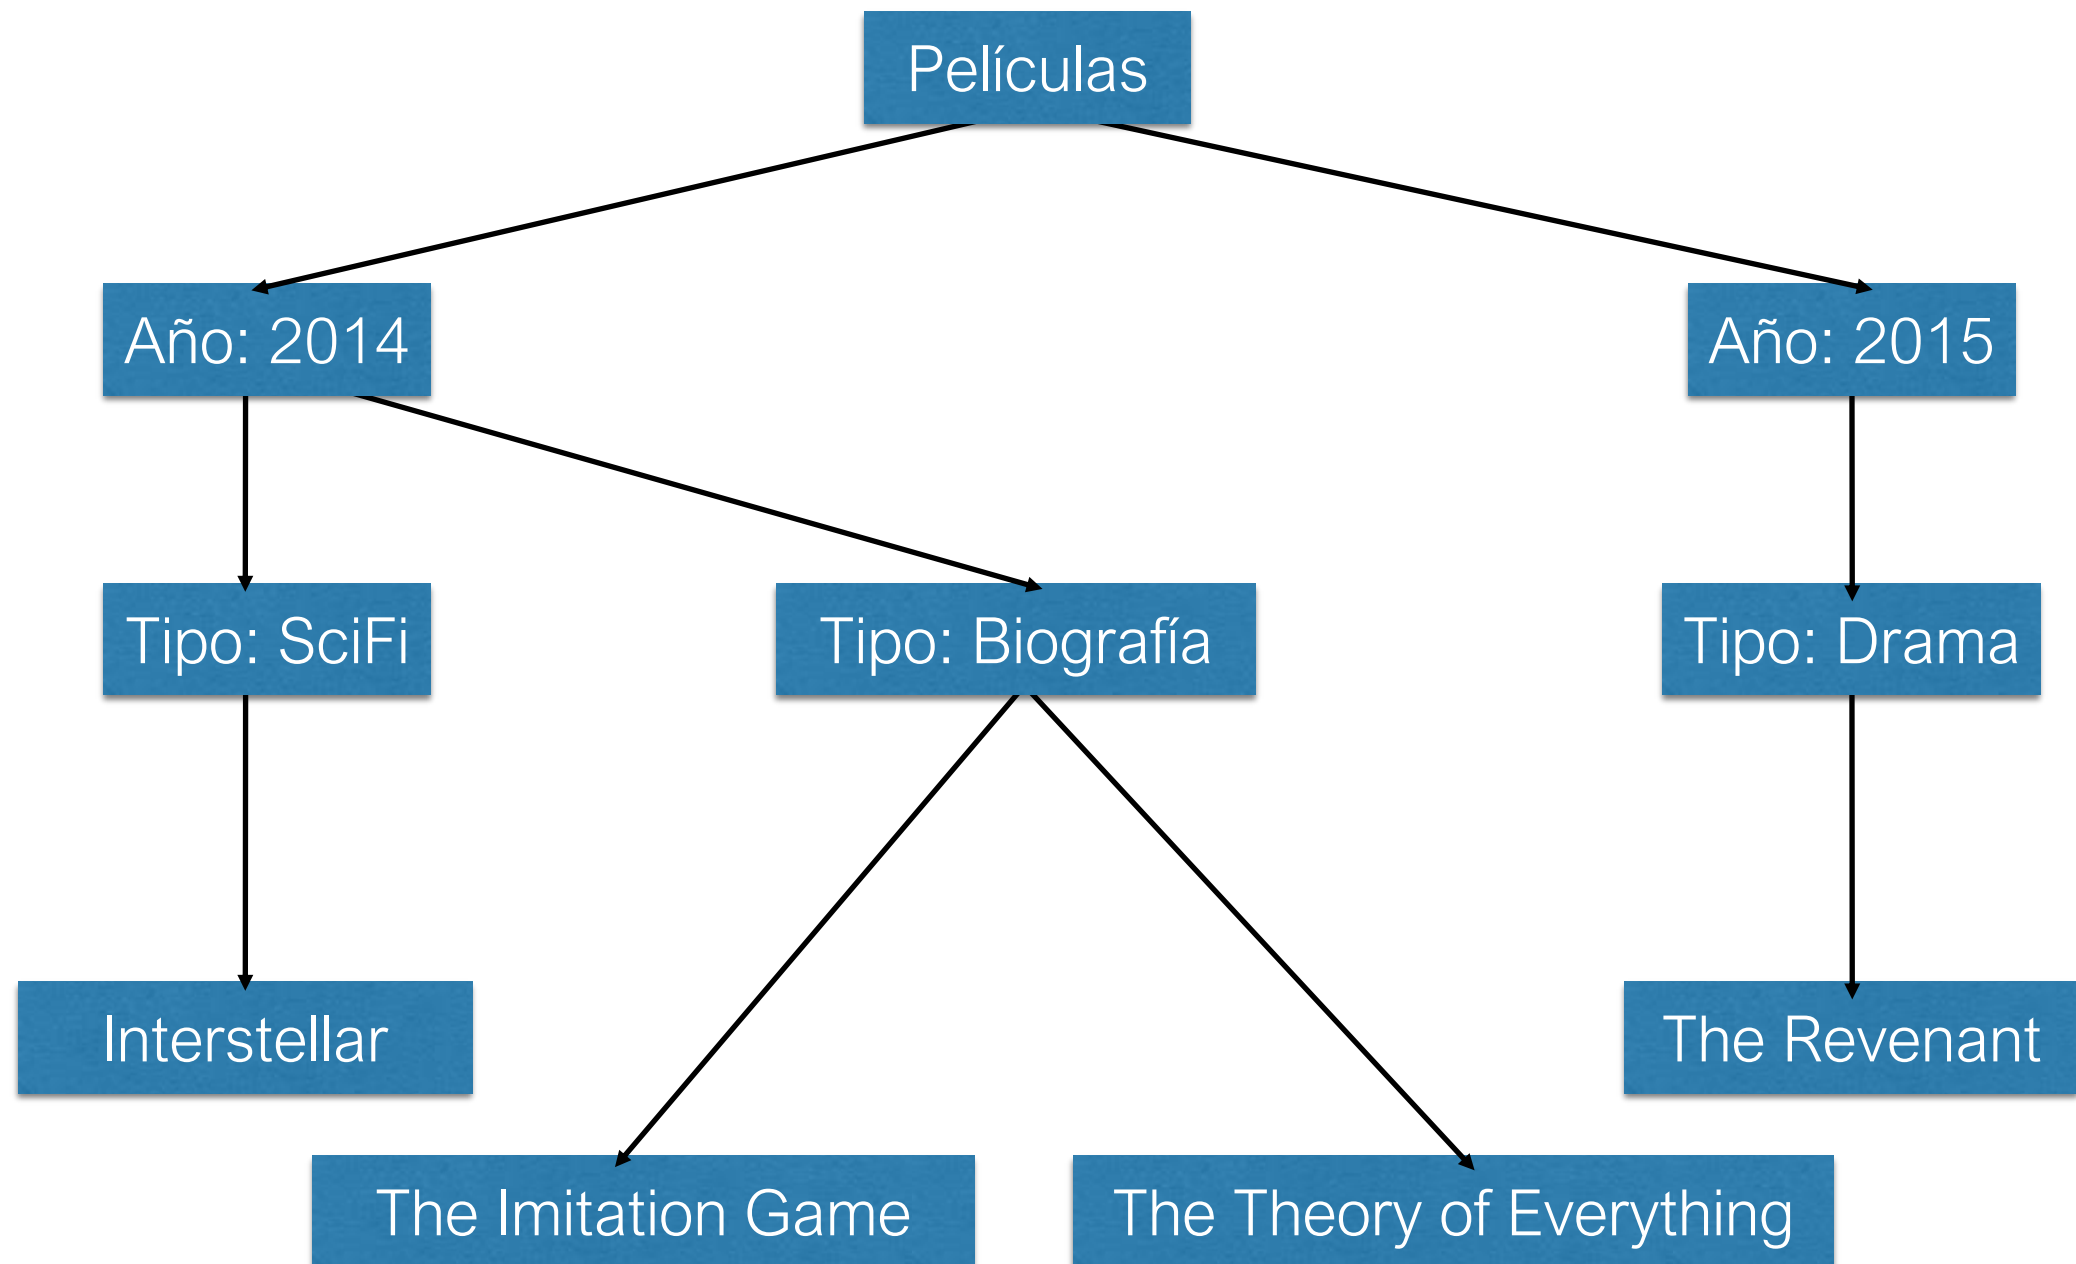 Películas
Año: 2014
Año: 2015
Tipo: SciFi
Tipo: Biografía
Tipo: Drama
Interstellar
The Revenant
The Imitation Game
The Theory of Everything